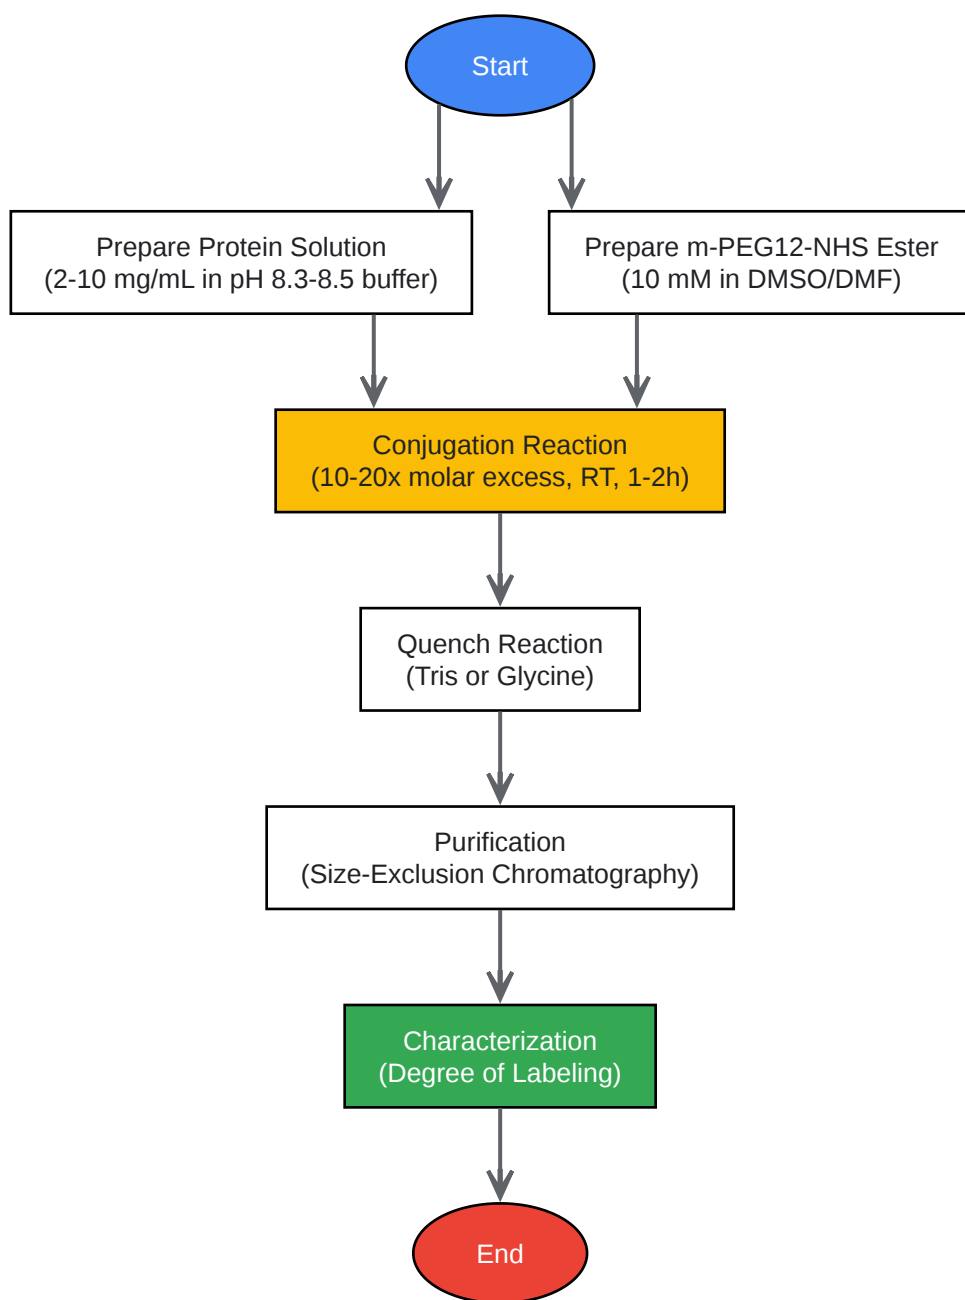 Start
Prepare Protein Solution
(2-10 mg/mL in pH 8.3-8.5 buffer)
Prepare m-PEG12-NHS Ester
(10 mM in DMSO/DMF)
Conjugation Reaction
(10-20x molar excess, RT, 1-2h)
Quench Reaction
(Tris or Glycine)
Purification
(Size-Exclusion Chromatography)
Characterization
(Degree of Labeling)
End